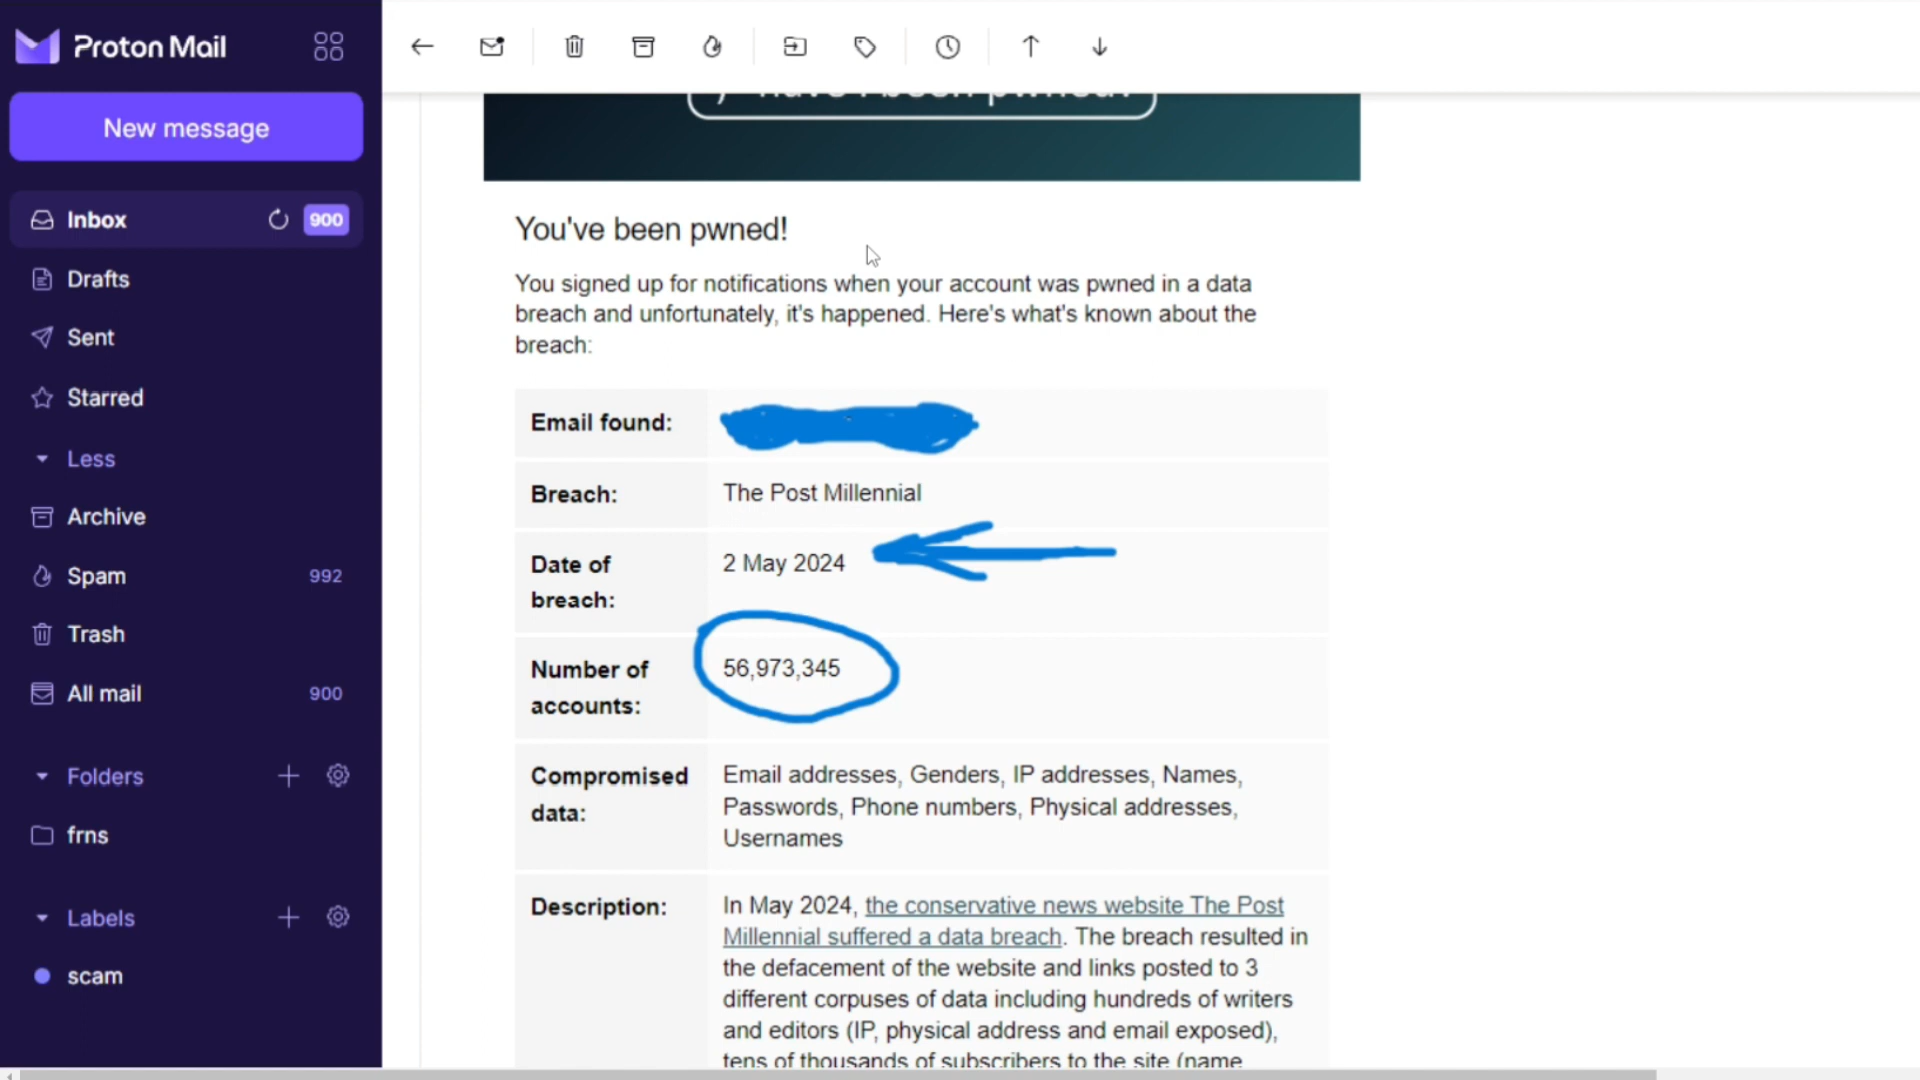 Proton Mail
New message
Inbox 900
Drafts
Sent
Starred
Less
Archive
Spam 992
Trash
All mail 900
Folders
frns
Labels
scam
have i been pwned?
You've been pwned!
You signed up for notifications when your account was pwned in a data
breach and unfortunately, it's happened. Here's what's known about the
breach:
Email found:
Breach: The Post Millennial
Date of 2 May 2024
breach:
Number of 56,973,345
accounts:
Compromised Email addresses, Genders, IP addresses, Names,
data: Passwords, Phone numbers, Physical addresses,
Usernames
Description: In May 2024, the conservative news website The Post
Millennial suffered a data breach. The breach resulted in
the defacement of the website and links posted to 3
different corpuses of data including hundreds of writers
and editors (IP, physical address and email exposed),
tens of thousands of subscribers to the site (name